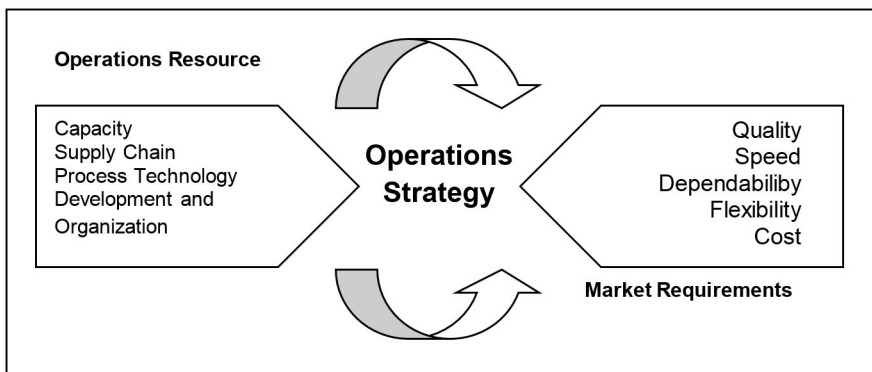 Operations Resource
Capacity
Supply Chain
Process Technology
Development and
Organization
Operations
Strategy
Quality
Speed
Dependabiliby
Flexibility
Cost
Market Requirements